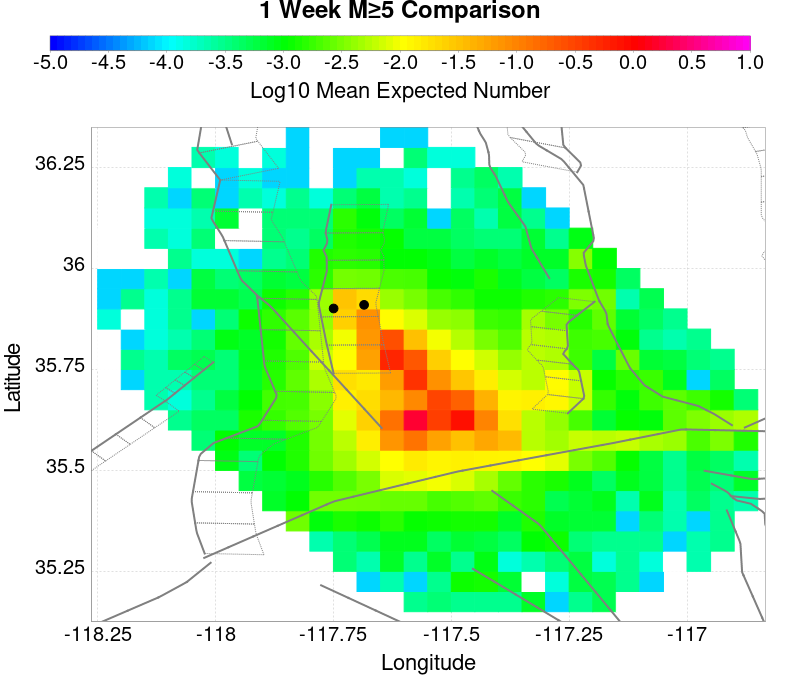 1 Week M≥5 Comparison
-5.0 -4.5 -4.0 -3.5 -3.0 -2.5 -2.0 -1.5 -1.0 -0.5 0.0 0.5 1.0
Log10 Mean Expected Number
36.25
36
35.75
35.5
35.25
Latitude
-118.25 -118 -117.75 -117.5 -117.25 -117
Longitude